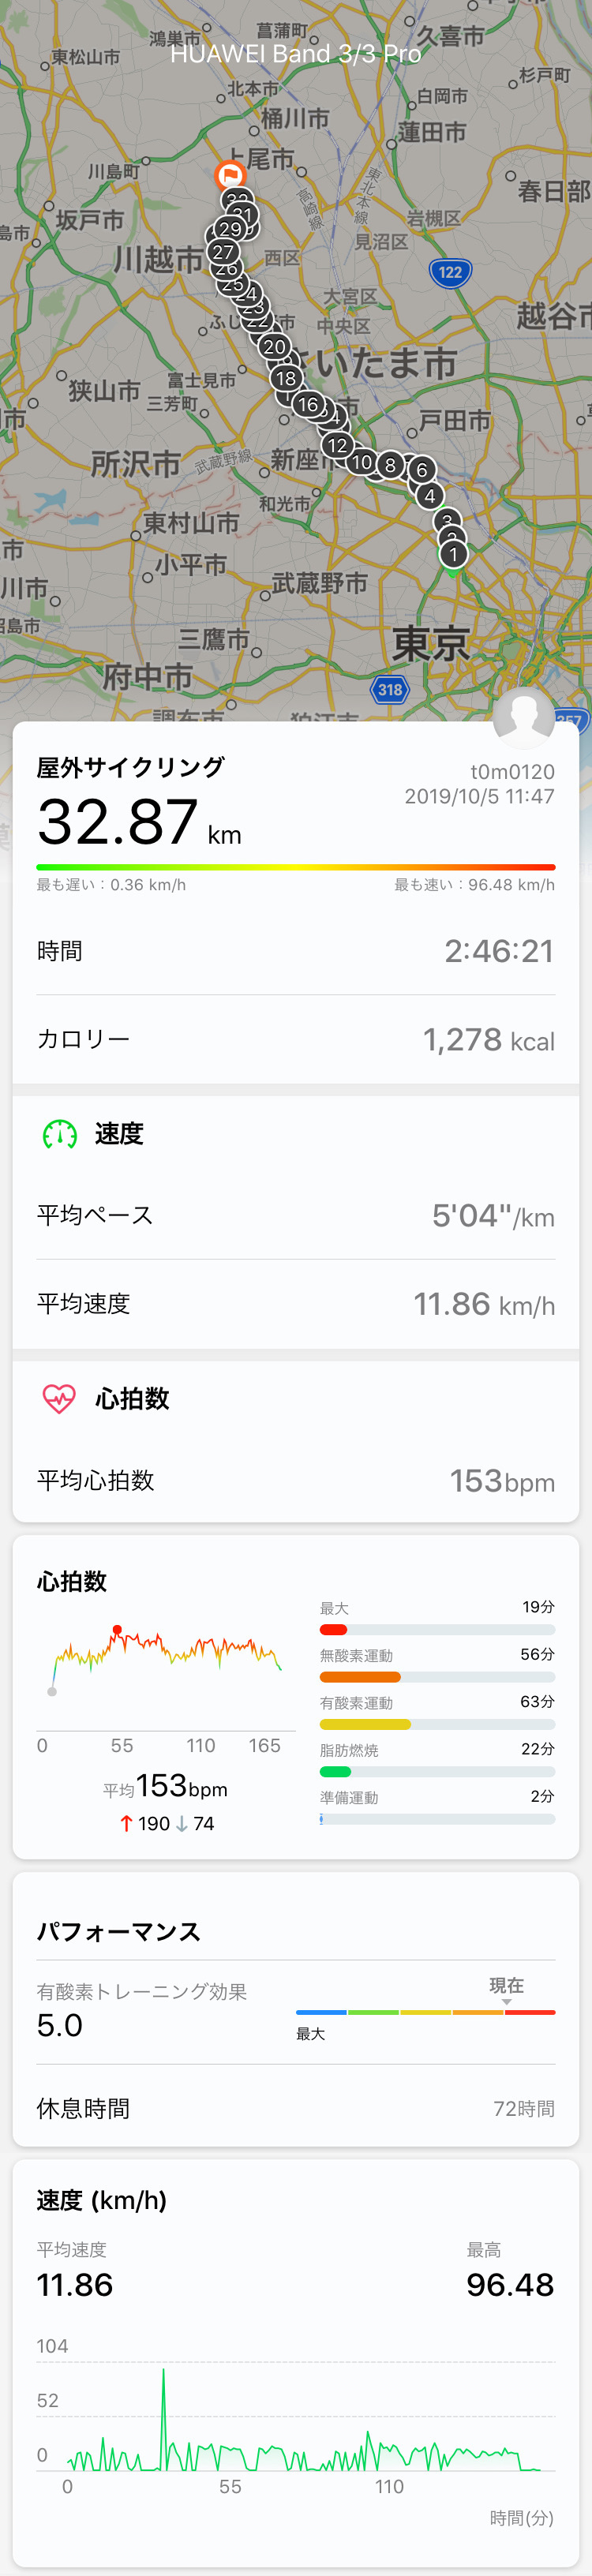 鴻巣市
菖蒲町
久喜市
HUAWEI Band 3/3 Pro
東松山市
杉戸町
北本市
白岡市
桶川市
蓮田市
上尾市
川島町
春日部
高崎線
東北本線
坂戸市
岩槻区
島市
見沼区
川越市
西区
122
大宮区
越谷市
中央区
さいたま市
富士見市
狭山市
三芳町
戸田市
所沢市
武蔵野線
新座市
和光市
東村山市
小平市
武蔵野市
川市
三鷹市
東京
府中市
318
調布市
狛江市
357
32
31
29
27
26
25
24
23
22
20
18
16
14
12
10
8
6
4
3
2
1
屋外サイクリング
t0m0120
32.87 km
2019/10/5 11:47
最も遅い：0.36 km/h
最も速い：96.48 km/h
時間
2:46:21
カロリー
1,278 kcal
速度
平均ペース
5'04"/km
平均速度
11.86 km/h
心拍数
平均心拍数
153bpm
心拍数
0 55 110 165
平均153bpm
↑ 190 ↓ 74
最大 19分
無酸素運動 56分
有酸素運動 63分
脂肪燃焼 22分
準備運動 2分
パフォーマンス
有酸素トレーニング効果
5.0
現在
最大
休息時間
72時間
速度 (km/h)
平均速度
最高
11.86
96.48
104
52
0
0 55 110
時間(分)